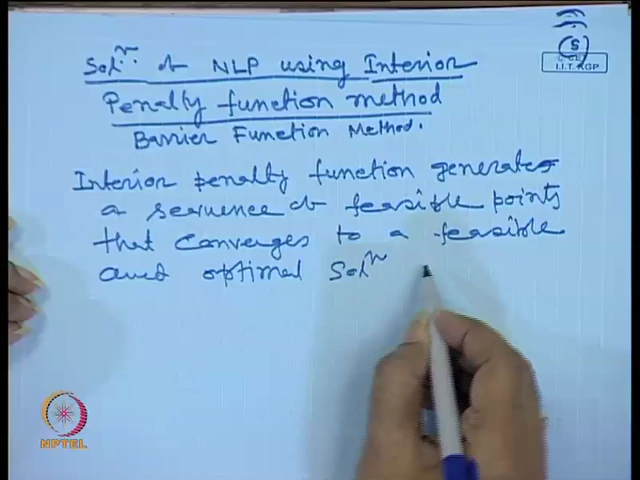 Solⁿ. of NLP using Interior
Penalty function method
Barrier Function Method.
Interior penalty function generates
a sequence of feasible points
that converges to a feasible
and optimal Solⁿ
5
I.I.T. KGP
NPTEL